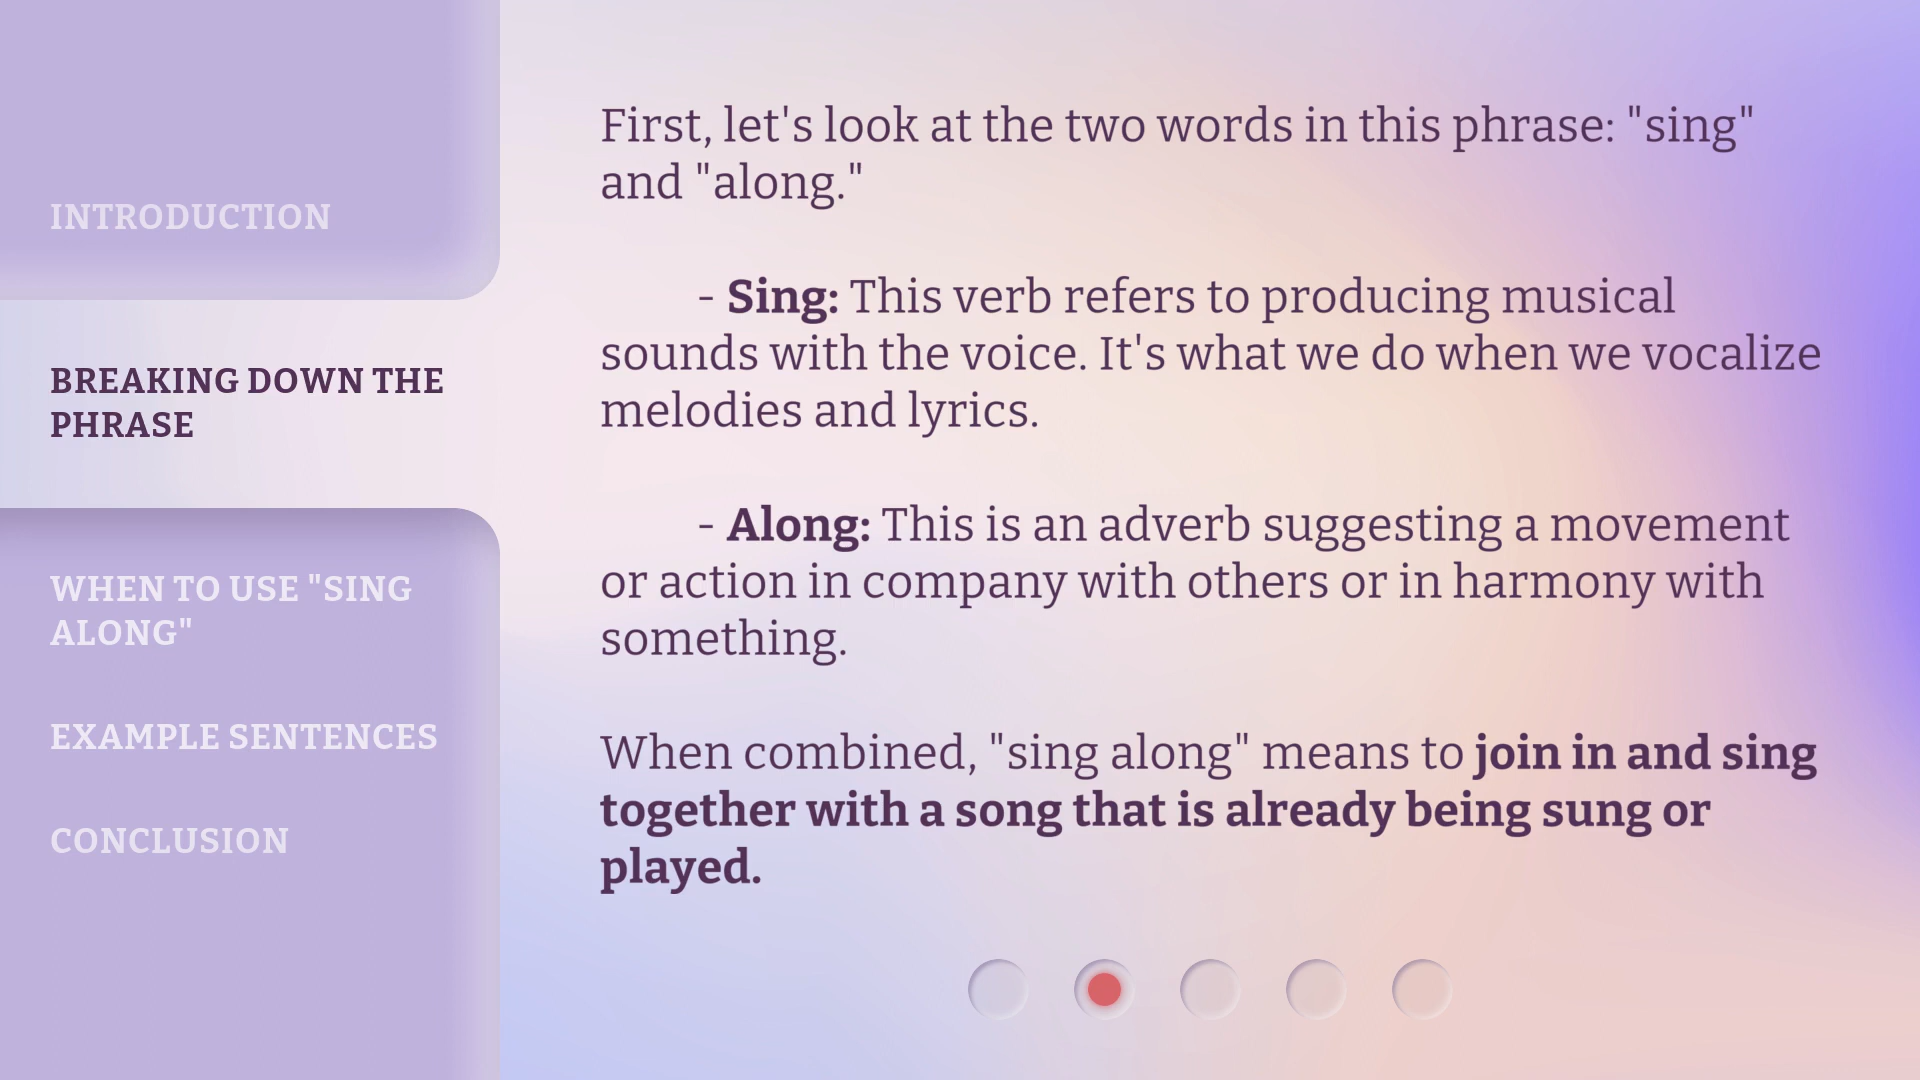 INTRODUCTION
BREAKING DOWN THE
PHRASE
WHEN TO USE "SING
ALONG"
EXAMPLE SENTENCES
CONCLUSION
First, let's look at the two words in this phrase: "sing"
and "along."
- Sing: This verb refers to producing musical
sounds with the voice. It's what we do when we vocalize
melodies and lyrics.
- Along: This is an adverb suggesting a movement
or action in company with others or in harmony with
something.
When combined, "sing along" means to join in and sing
together with a song that is already being sung or
played.